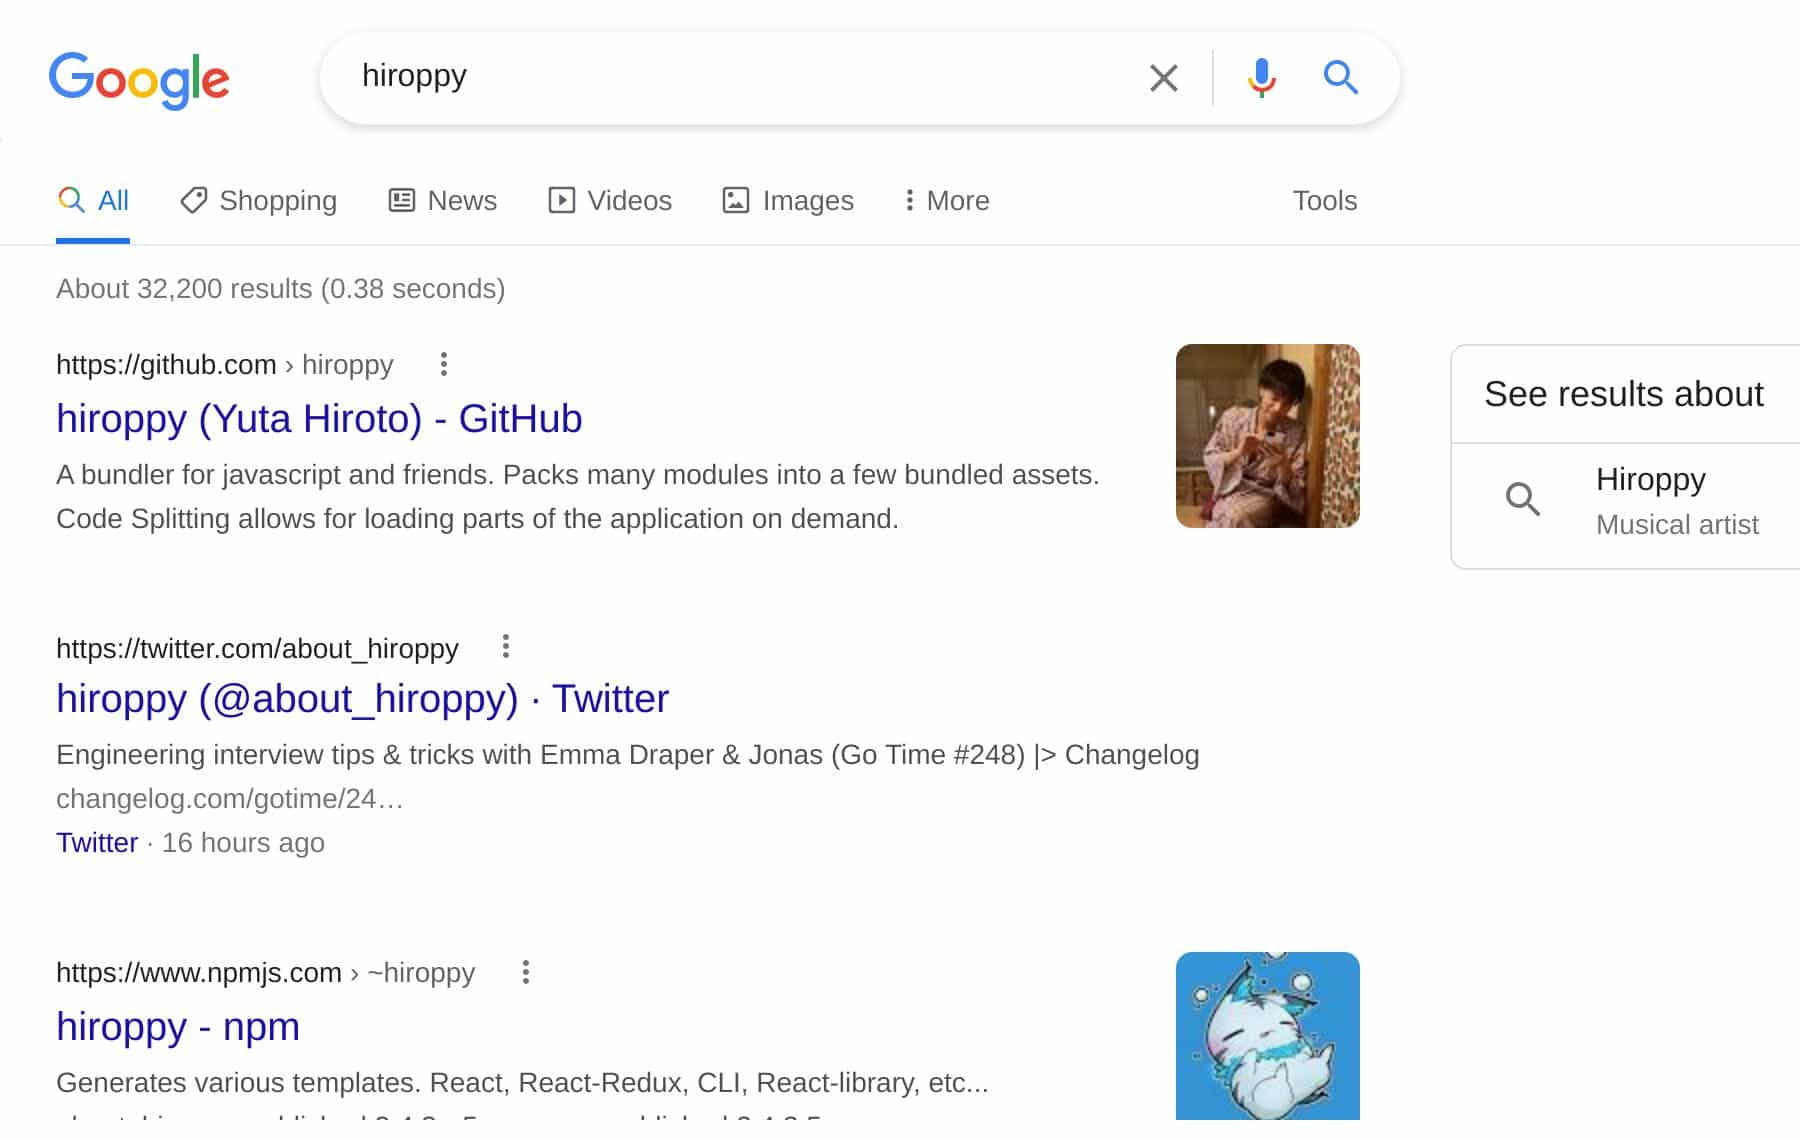 Google
hiroppy
All Shopping News Videos Images More Tools
About 32,200 results (0.38 seconds)
https://github.com › hiroppy
hiroppy (Yuta Hiroto) - GitHub
A bundler for javascript and friends. Packs many modules into a few bundled assets.
Code Splitting allows for loading parts of the application on demand.
See results about
Hiroppy
Musical artist
https://twitter.com/about_hiroppy
hiroppy (@about_hiroppy) · Twitter
Engineering interview tips & tricks with Emma Draper & Jonas (Go Time #248) |> Changelog
changelog.com/gotime/24…
Twitter · 16 hours ago
https://www.npmjs.com › ~hiroppy
hiroppy - npm
Generates various templates. React, React-Redux, CLI, React-library, etc...